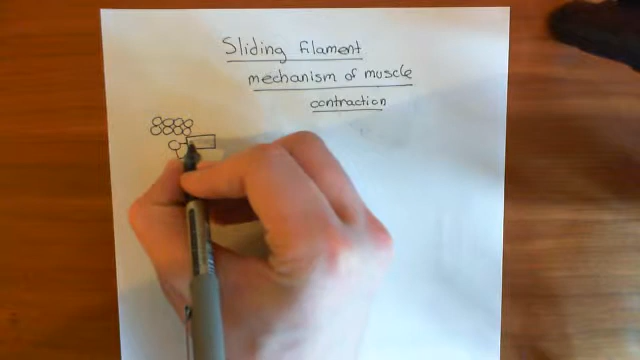 Sliding filament
mechanism of muscle
contraction